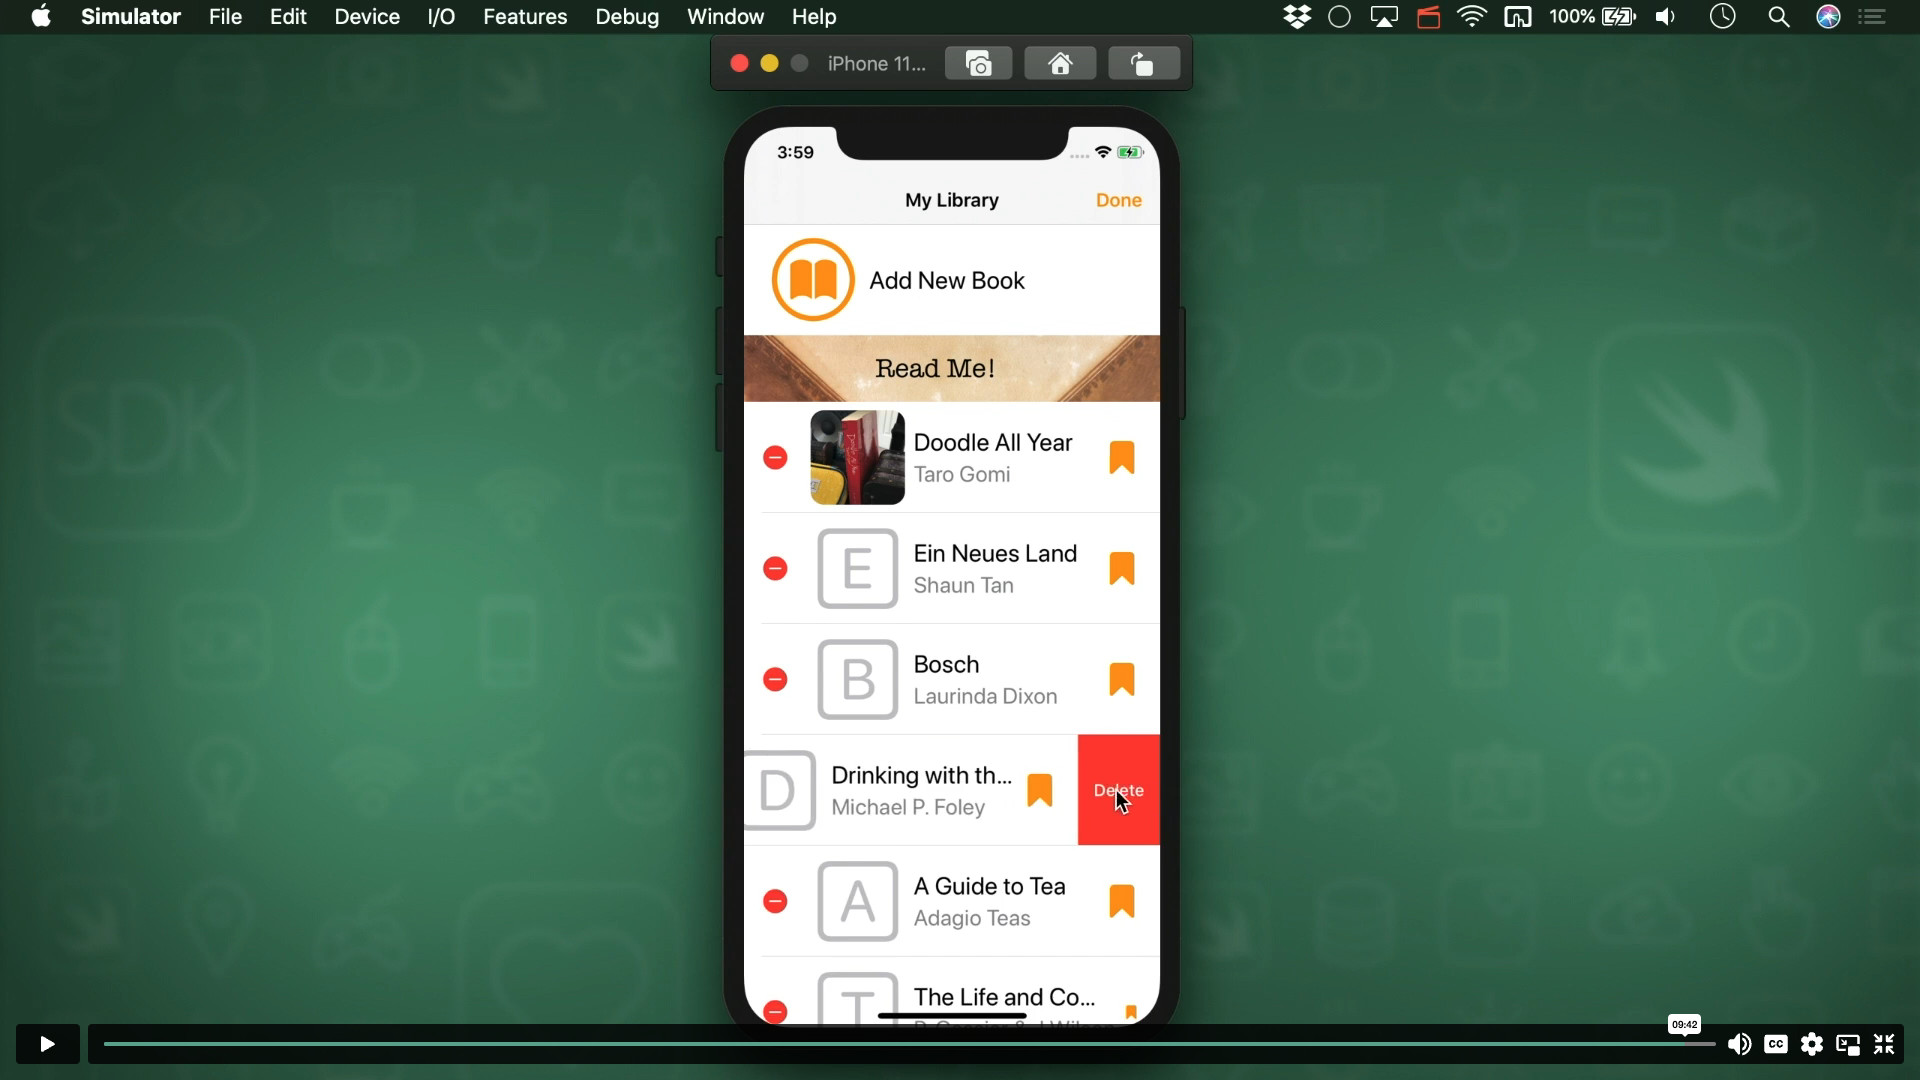 Simulator File Edit Device I/O Features Debug Window Help 100%
iPhone 11...
3:59
My Library Done
Add New Book
Read Me!
Doodle All Year
Taro Gomi
E
Ein Neues Land
Shaun Tan
B
Bosch
Laurinda Dixon
D
Drinking with th...
Michael P. Foley
Delete
A
A Guide to Tea
Adagio Teas
T
The Life and Co...
SDK
09:42
CC